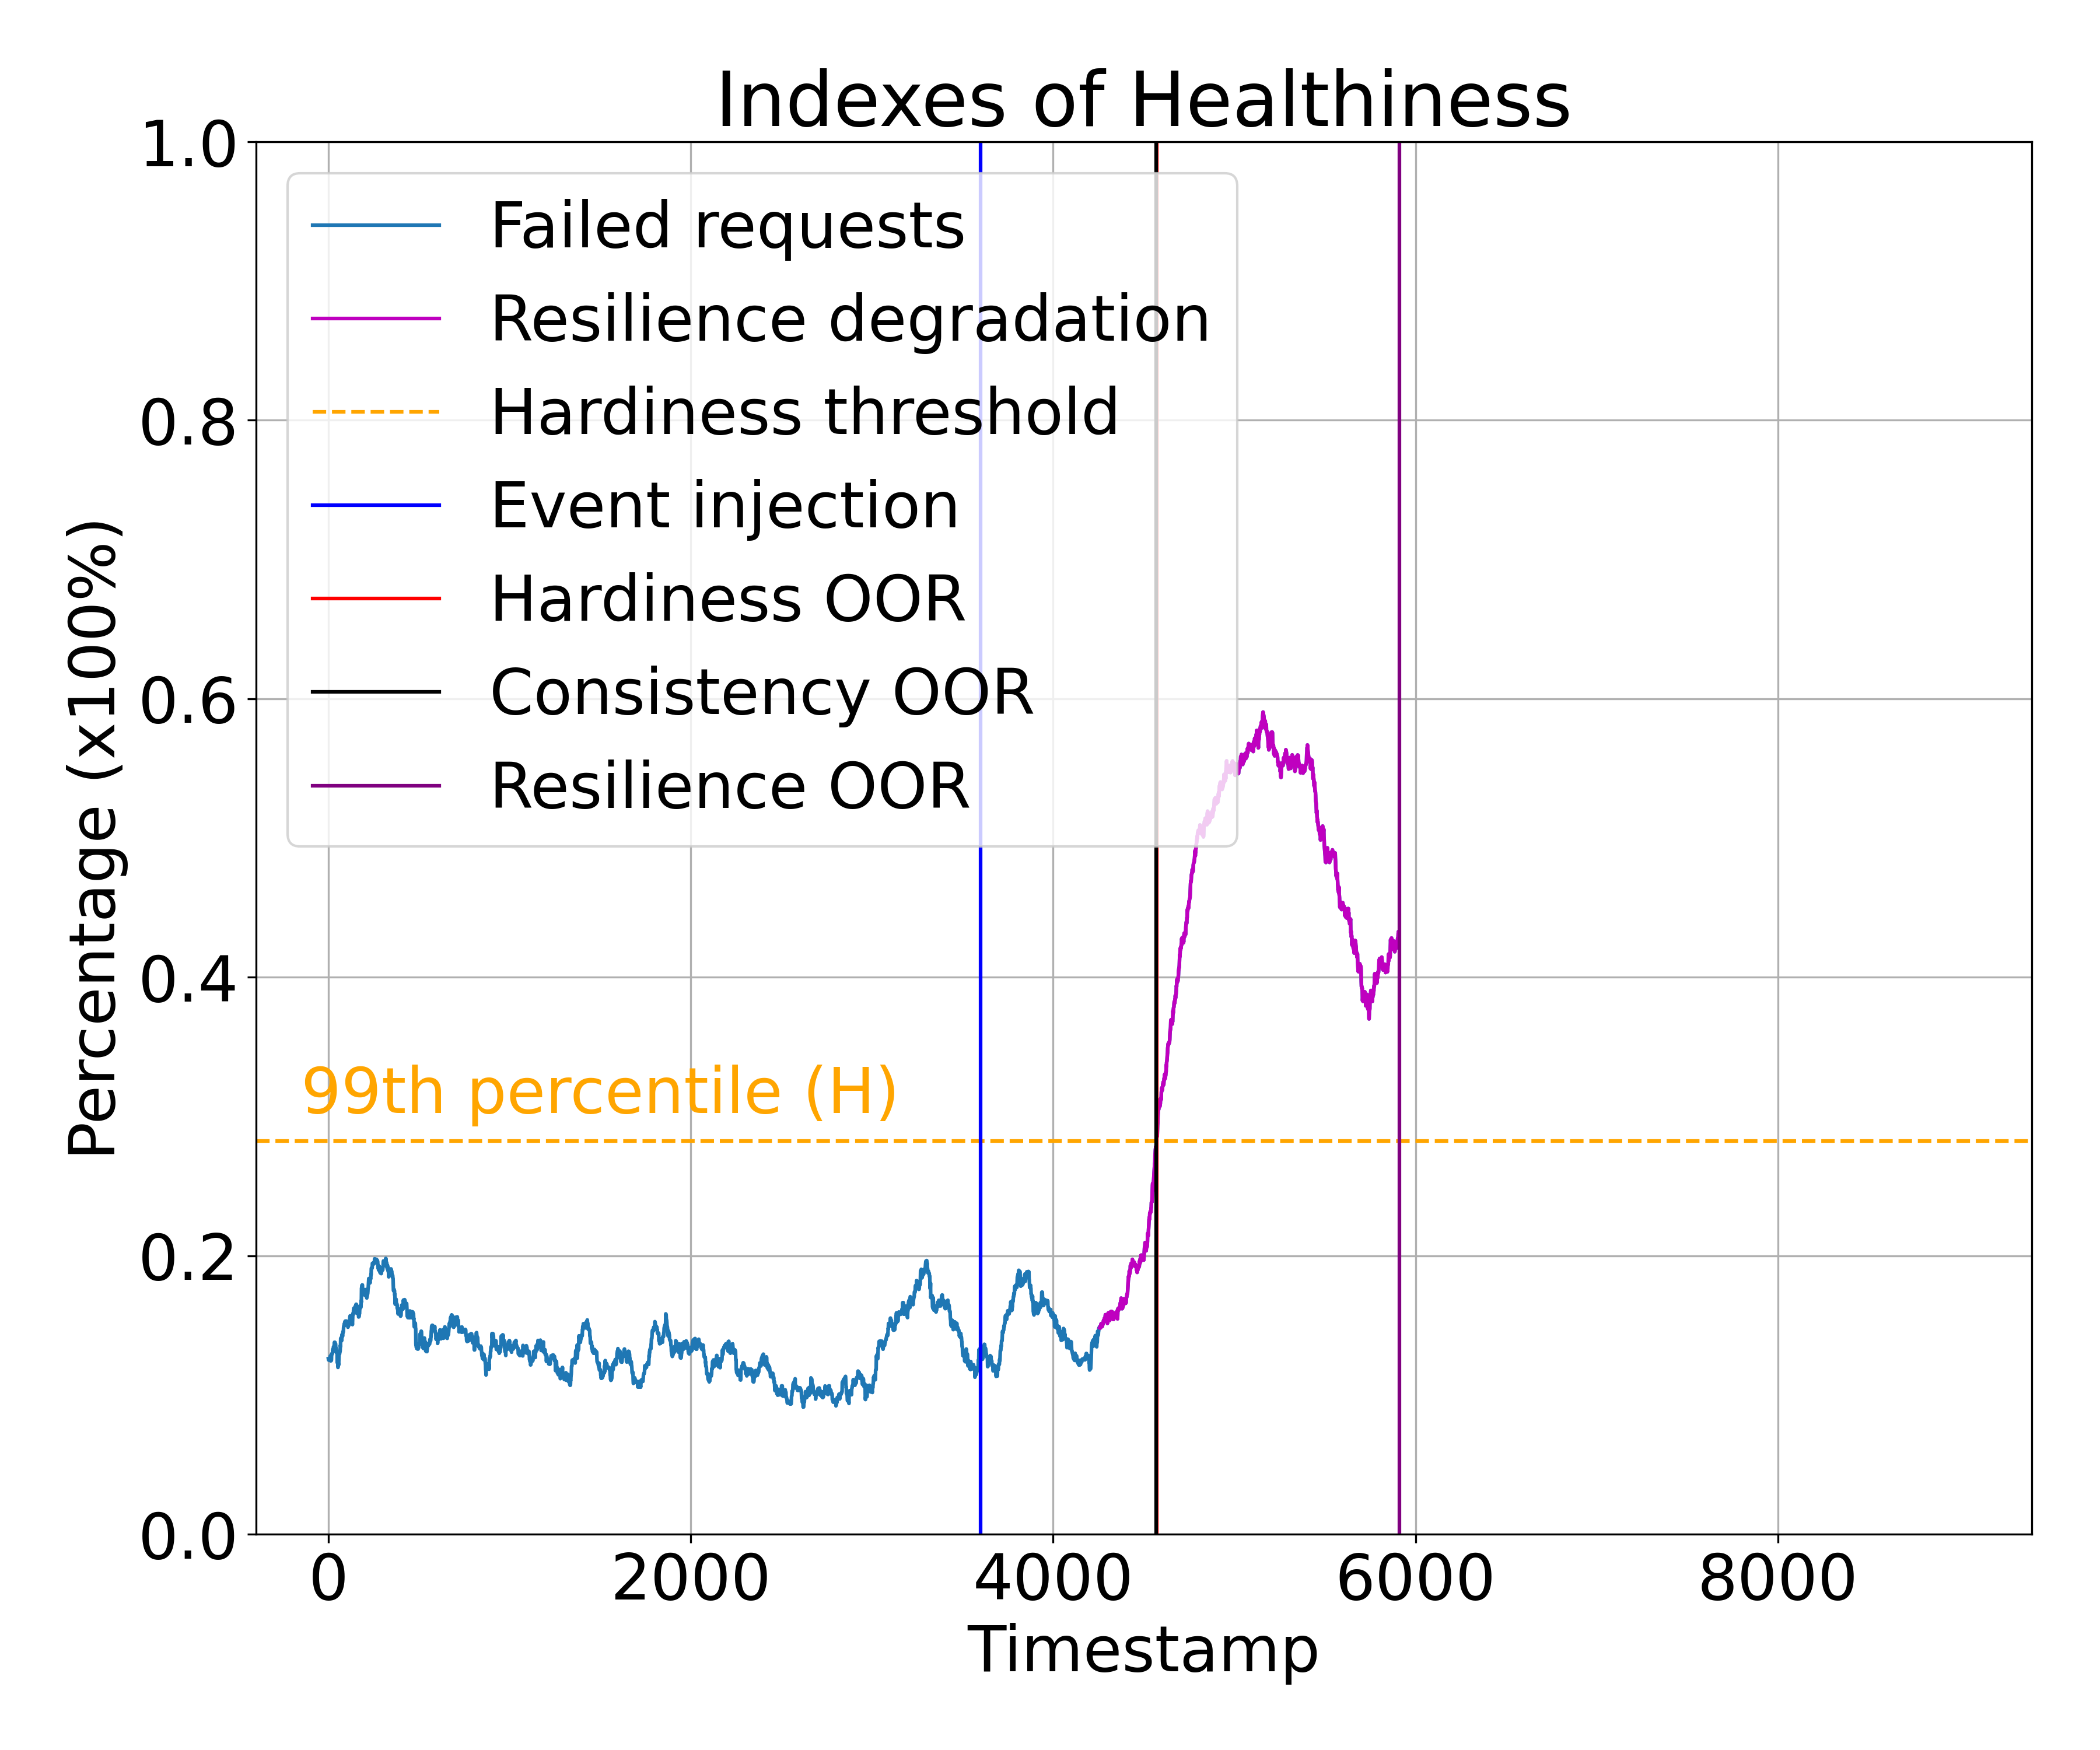 Indexes of Healthiness
1.0
0.8
0.6
0.4
0.2
0.0
Percentage (x100%)
Failed requests
Resilience degradation
Hardiness threshold
Event injection
Hardiness OOR
Consistency OOR
Resilience OOR
99th percentile (H)
0 2000 4000 6000 8000
Timestamp